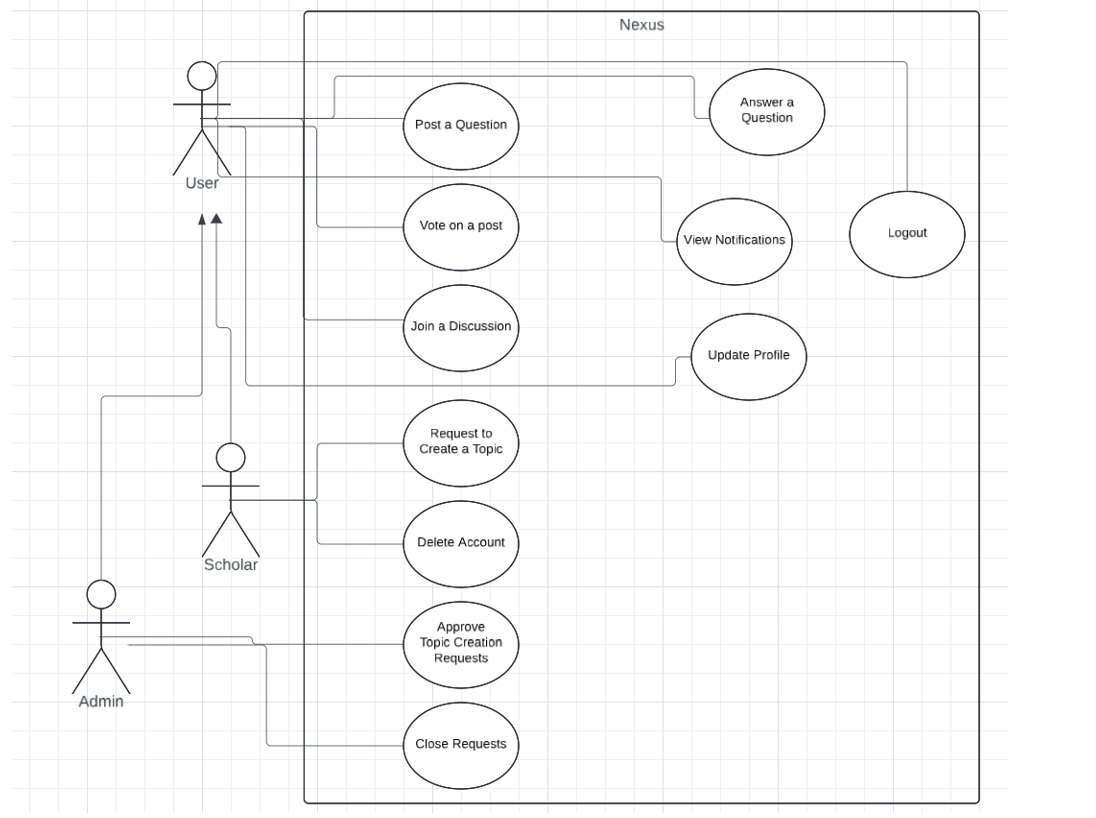 Nexus
User
Post a Question
Answer a
Question
Vote on a post
View Notifications
Logout
Join a Discussion
Update Profile
Request to
Create a Topic
Scholar
Delete Account
Admin
Approve
Topic Creation
Requests
Close Requests